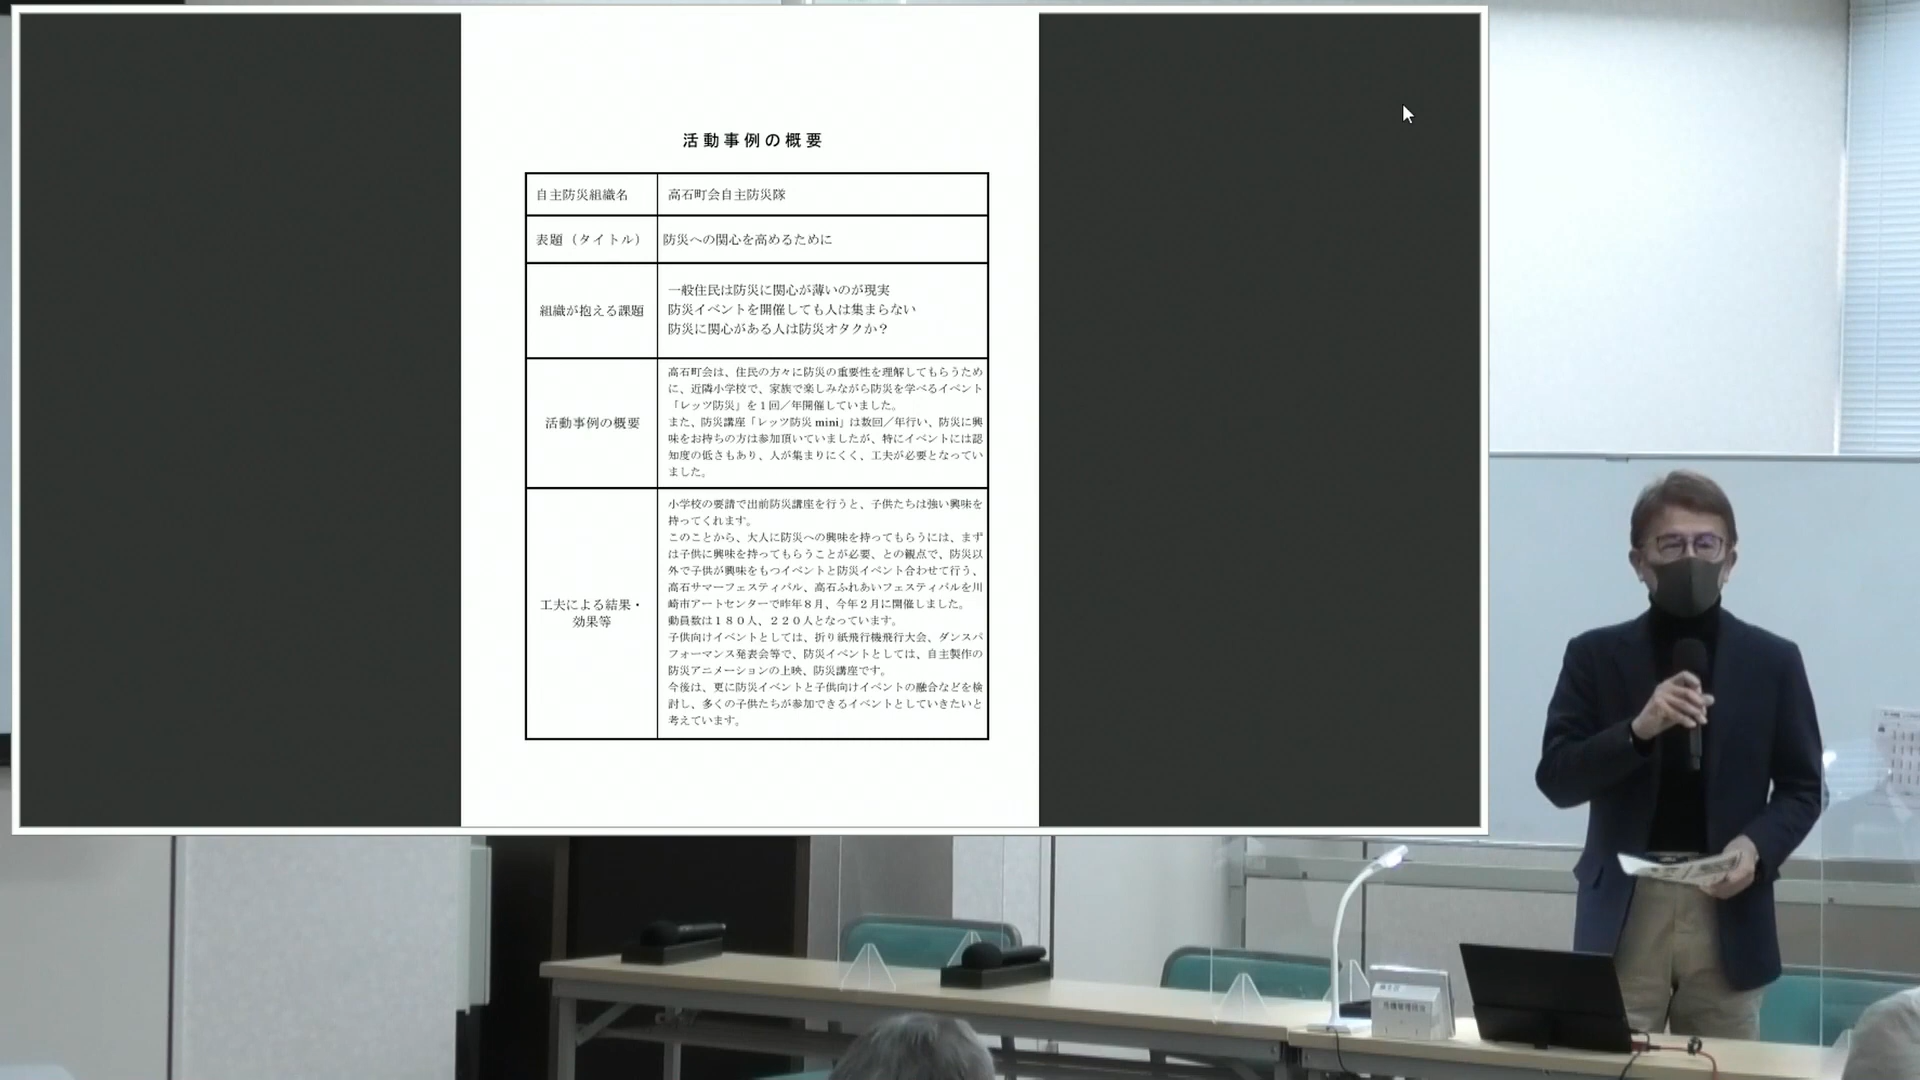 活動事例の概要
自主防災組織名
高石町会自主防災隊
表題（タイトル）
防災への関心を高めるために
組織が抱える課題
一般住民は防災に関心が薄いのが現実
防災イベントを開催しても人は集まらない
防災に関心がある人は防災オタクか？
活動事例の概要
高石町会は、住民の方々に防災の重要性を理解してもらうため
に、近隣小学校で、家族で楽しみながら防災を学べるイベント
「レッツ防災」を１回／年開催していました。
また、防災講座「レッツ防災 mini」は数回／年行い、防災に興
味をお持ちの方は参加頂いていましたが、特にイベントには認
知度の低さもあり、人が集まりにくく、工夫が必要となってい
ました。
工夫による結果・
効果等
小学校の要請で出前防災講座を行うと、子供たちは強い興味を
持ってくれます。
このことから、大人に防災への興味を持ってもらうには、まず
は子供に興味を持ってもらうことが必要、との観点で、防災以
外で子供が興味をもつイベントと防災イベント合わせて行う、
高石サマーフェスティバル、高石ふれあいフェスティバルを川
崎市アートセンターで昨年８月、今年２月に開催しました。
動員数は１８０人、２２０人となっています。
子供向けイベントとしては、折り紙飛行機飛行大会、ダンスパ
フォーマンス発表会等で、防災イベントとしては、自主製作の
防災アニメーションの上映、防災講座です。
今後は、更に防災イベントと子供向けイベントの融合などを検
討し、多くの子供たちが参加できるイベントとしていきたいと
考えています。